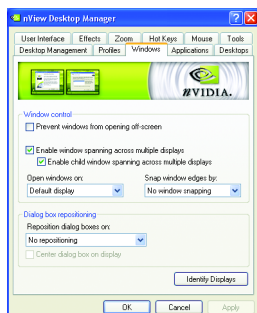 nView Desktop Manager
User Interface Effects Zoom Hot Keys Mouse Tools
Desktop Management Profiles Windows Applications Desktops
nVIDIA.
Window control
Prevent windows from opening off-screen
Enable window spanning across multiple displays
Enable child window spanning across multiple displays
Open windows on: Snap window edges by:
Default display No window snapping
Dialog box repositioning
Reposition dialog boxes on:
No repositioning
Center dialog box on display
Identify Displays
OK Cancel Apply